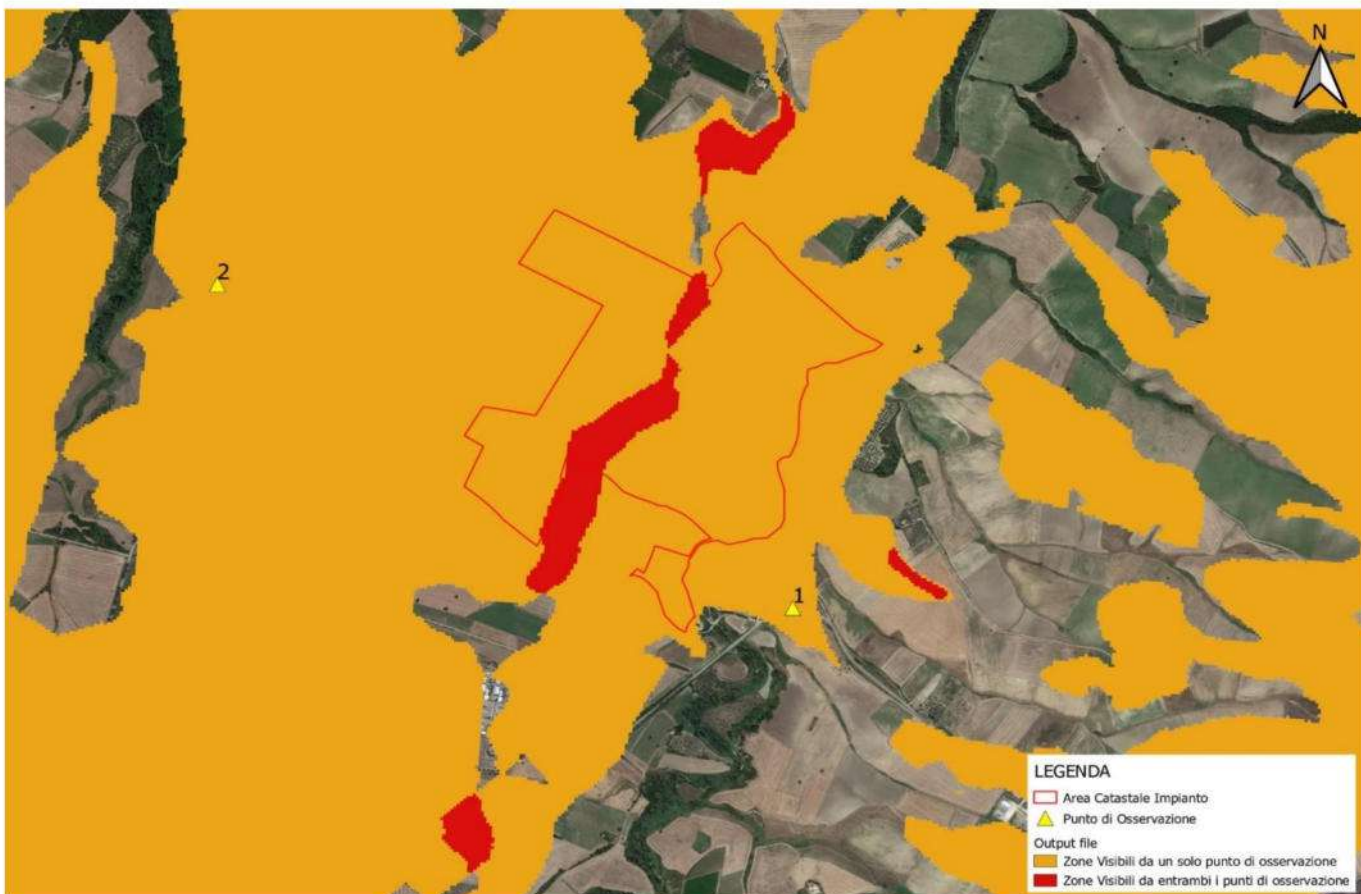 N
2
1
LEGENDA
Area Catastale Impianto
Punto di Osservazione
Output file
Zone Visibili da un solo punto di osservazione
Zone Visibili da entrambi i punti di osservazione